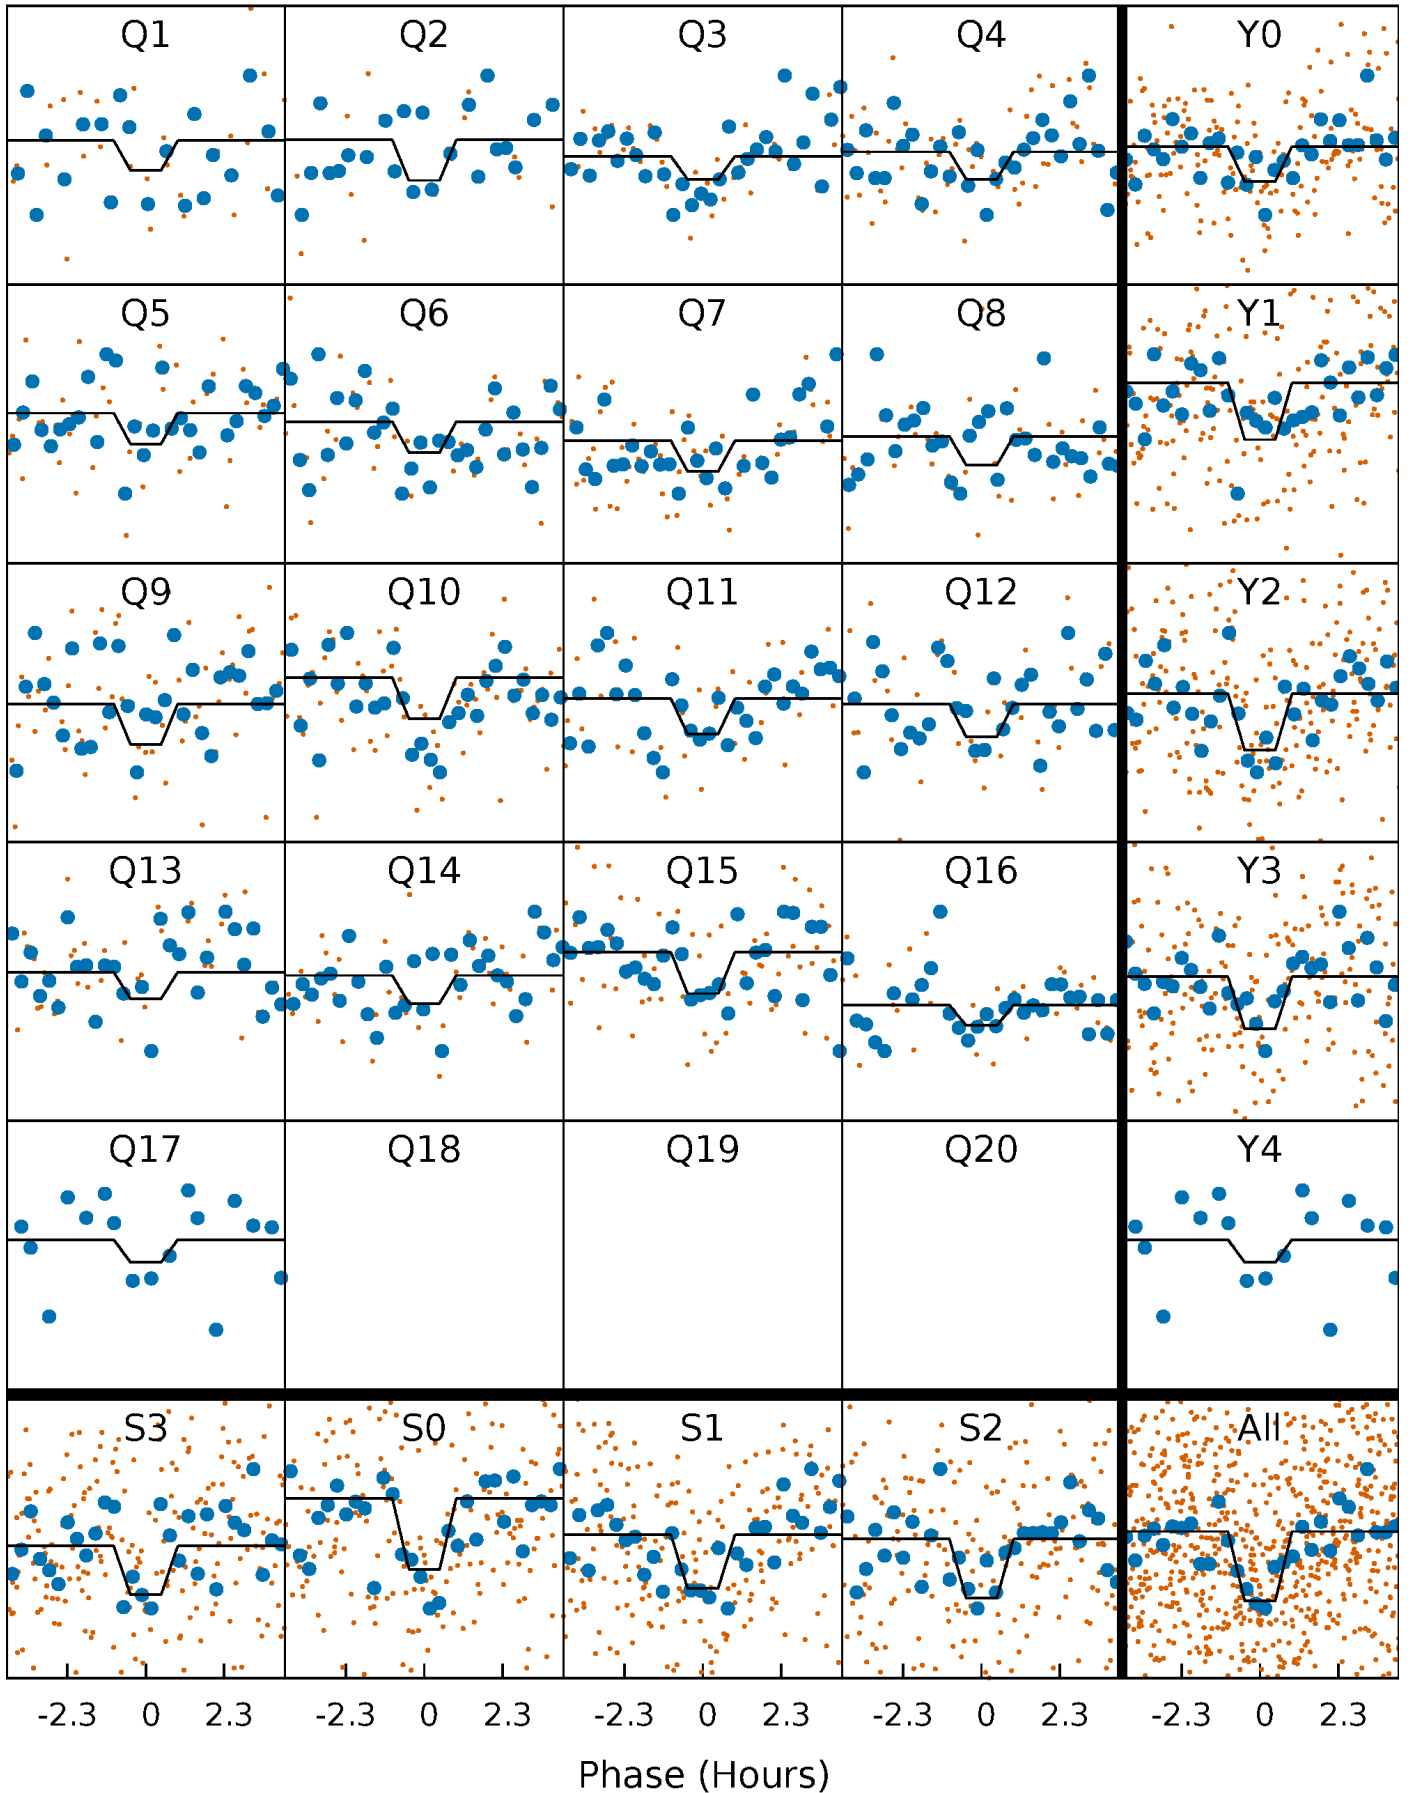 Q1 Q2 Q3 Q4 Y0
Q5 Q6 Q7 Q8 Y1
Q9 Q10 Q11 Q12 Y2
Q13 Q14 Q15 Q16 Y3
Q17 Q18 Q19 Q20 Y4
S3 S0 S1 S2 All
-2.3 0 2.3 -2.3 0 2.3 -2.3 0 2.3 -2.3 0 2.3 -2.3 0 2.3
Phase (Hours)